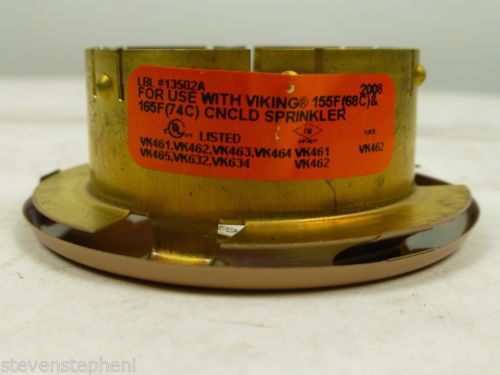 LBL #13502A 2008
FOR USE WITH VIKING® 155F(68C)&
165F(74C) CNCLD SPRINKLER
UL LISTED
VK461,VK462,VK463,VK464 VK461 VK462
VK465,VK632,VK634 VK462
stevenstephenl